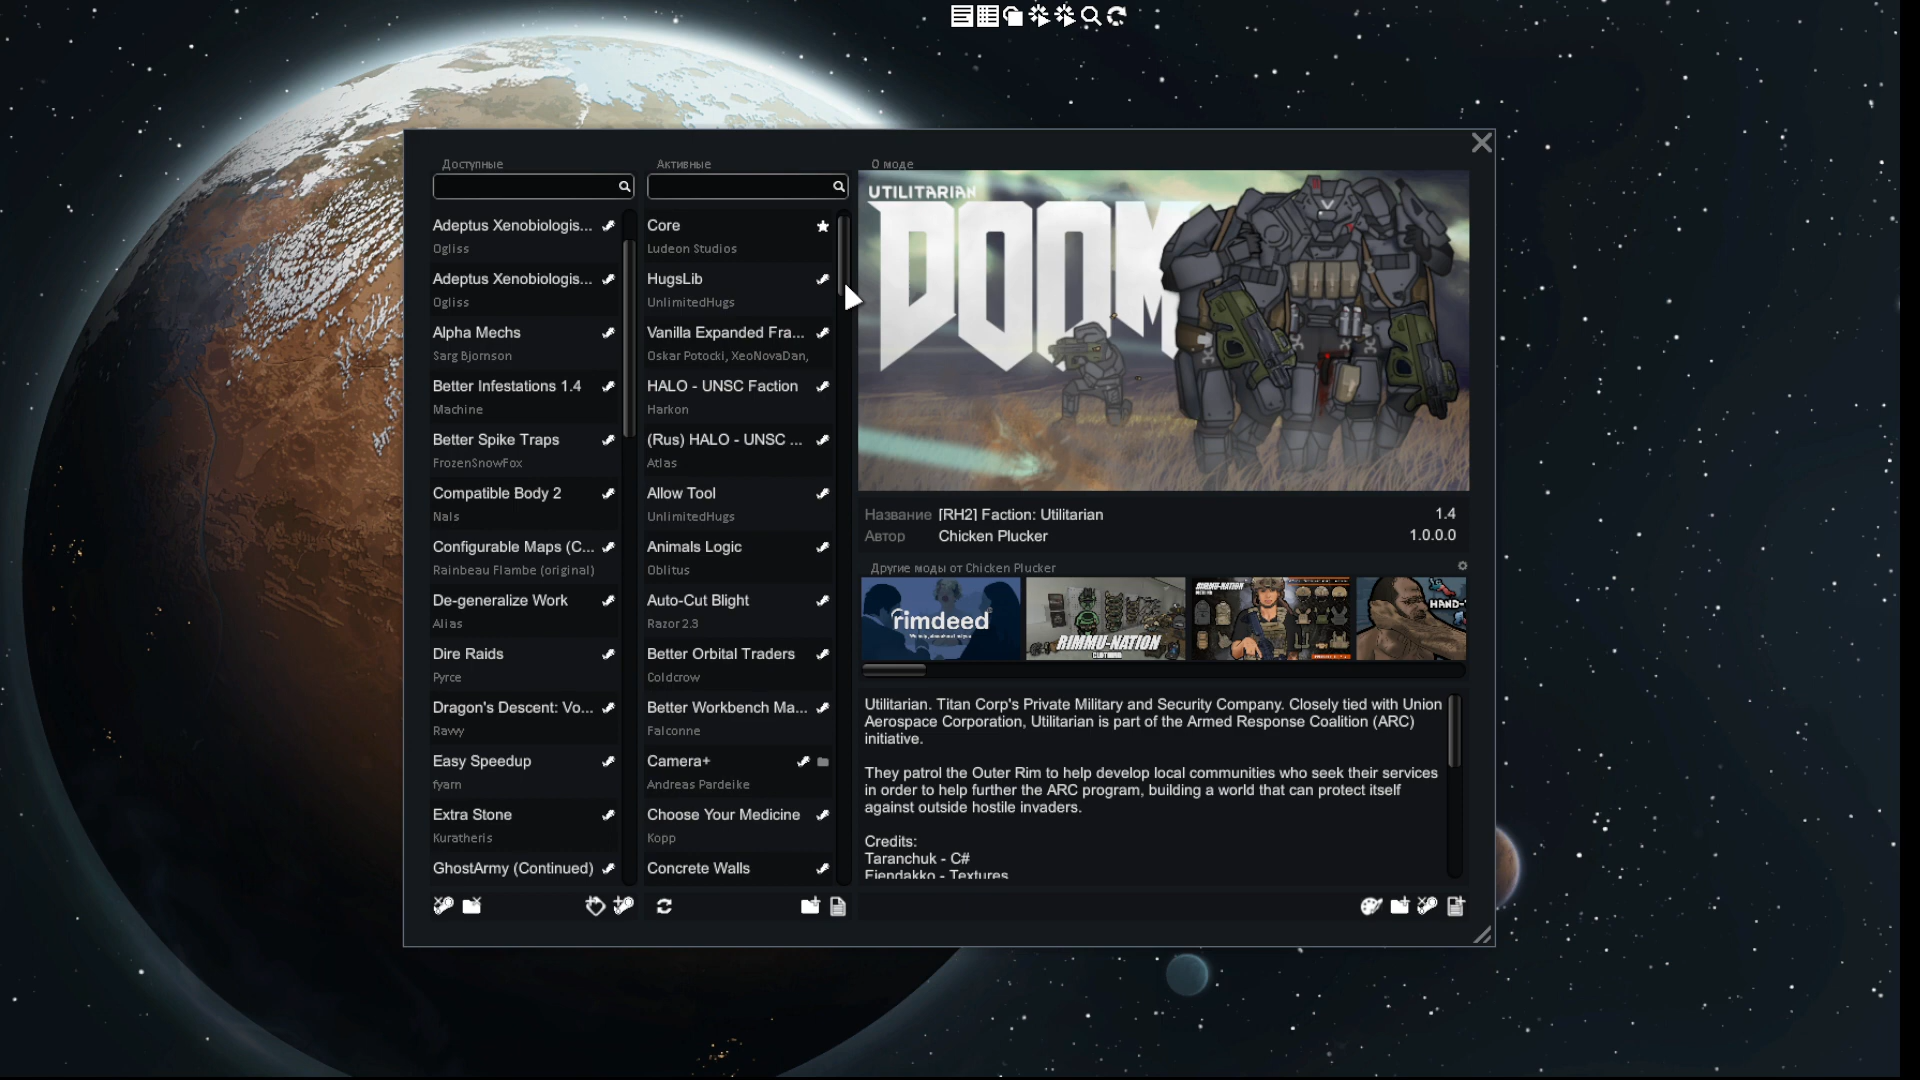 Доступные
Adeptus Xenobiologis...
Ogliss
Adeptus Xenobiologis...
Ogliss
Alpha Mechs
Sarg Bjornson
Better Infestations 1.4
Machine
Better Spike Traps
FrozenSnowFox
Compatible Body 2
Nals
Configurable Maps (C...
Rainbeau Flambe (original)
De-generalize Work
Alias
Dire Raids
Pyrce
Dragon's Descent: Vo...
Ravvy
Easy Speedup
fyarn
Extra Stone
Kuratheris
GhostArmy (Continued)
Активные
Core
Ludeon Studios
HugsLib
UnlimitedHugs
Vanilla Expanded Fra...
Oskar Potocki, XeoNovaDan,
HALO - UNSC Faction
Harkon
(Rus) HALO - UNSC ...
Atlas
Allow Tool
UnlimitedHugs
Animals Logic
Oblitus
Auto-Cut Blight
Razor 2.3
Better Orbital Traders
Coldcrow
Better Workbench Ma...
Falconne
Camera+
Andreas Pardeike
Choose Your Medicine
Kopp
Concrete Walls
О моде
UTILITARIAN
DOOM
Название [RH2] Faction: Utilitarian 1.4
Автор Chicken Plucker 1.0.0.0
Другие моды от Chicken Plucker
rimdeed
RIMMU-NATION
CLOTHING
RIMMU-NATION
HAND-
Utilitarian. Titan Corp's Private Military and Security Company. Closely tied with Union
Aerospace Corporation, Utilitarian is part of the Armed Response Coalition (ARC)
initiative.
They patrol the Outer Rim to help develop local communities who seek their services
in order to help further the ARC program, building a world that can protect itself
against outside hostile invaders.
Credits:
Taranchuk - C#
Fiendakko - Textures